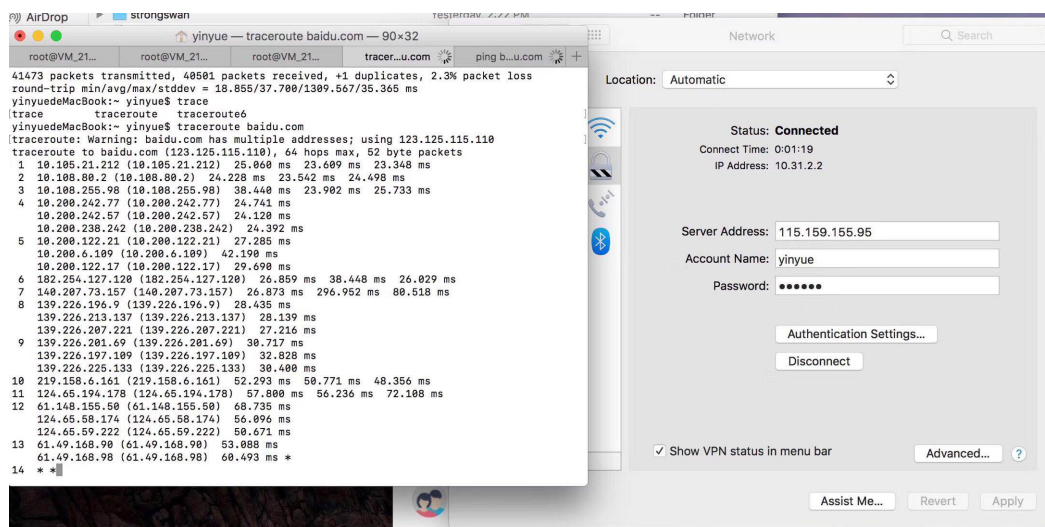 AirDrop
strongswan
Yesterday 2:22 PM
--
Folder
yinyue — traceroute baidu.com — 90×32
root@VM_21...
root@VM_21...
root@VM_21...
tracer...u.com
ping b...u.com
+
41473 packets transmitted, 40501 packets received, +1 duplicates, 2.3% packet loss
round-trip min/avg/max/stddev = 18.855/37.700/1309.567/35.365 ms
yinyuedeMacBook:~ yinyue$ trace
[trace      traceroute   traceroute6 ]
yinyuedeMacBook:~ yinyue$ traceroute baidu.com
[traceroute: Warning: baidu.com has multiple addresses; using 123.125.115.110 ]
traceroute to baidu.com (123.125.115.110), 64 hops max, 52 byte packets
1  10.105.21.212 (10.105.21.212)  25.060 ms  23.609 ms  23.348 ms
2  10.108.80.2 (10.108.80.2)  24.228 ms  23.542 ms  24.498 ms
3  10.108.255.98 (10.108.255.98)  38.440 ms  23.902 ms  25.733 ms
4  10.200.242.77 (10.200.242.77)  24.741 ms
10.200.242.57 (10.200.242.57)  24.120 ms
10.200.238.242 (10.200.238.242)  24.392 ms
5  10.200.122.21 (10.200.122.21)  27.285 ms
10.200.6.109 (10.200.6.109)  42.190 ms
10.200.122.17 (10.200.122.17)  29.690 ms
6  182.254.127.120 (182.254.127.120)  26.859 ms  38.448 ms  26.029 ms
7  140.207.73.157 (140.207.73.157)  26.873 ms  296.952 ms  80.518 ms
8  139.226.196.9 (139.226.196.9)  28.435 ms
139.226.213.137 (139.226.213.137)  28.139 ms
139.226.207.221 (139.226.207.221)  27.216 ms
9  139.226.201.69 (139.226.201.69)  30.717 ms
139.226.197.109 (139.226.197.109)  32.828 ms
139.226.225.133 (139.226.225.133)  30.400 ms
10  219.158.6.161 (219.158.6.161)  52.293 ms  50.771 ms  48.356 ms
11  124.65.194.178 (124.65.194.178)  57.800 ms  56.236 ms  72.108 ms
12  61.148.155.50 (61.148.155.50)  68.735 ms
124.65.58.174 (124.65.58.174)  56.096 ms
124.65.59.222 (124.65.59.222)  50.671 ms
13  61.49.168.90 (61.49.168.90)  53.088 ms
61.49.168.98 (61.49.168.98)  60.493 ms *
14  * *
Network
Search
Location: Automatic
Status: Connected
Connect Time: 0:01:19
IP Address: 10.31.2.2
Server Address: 115.159.155.95
Account Name: yinyue
Password: ●●●●●●
Authentication Settings...
Disconnect
Show VPN status in menu bar
Advanced...
?
Assist Me...
Revert
Apply